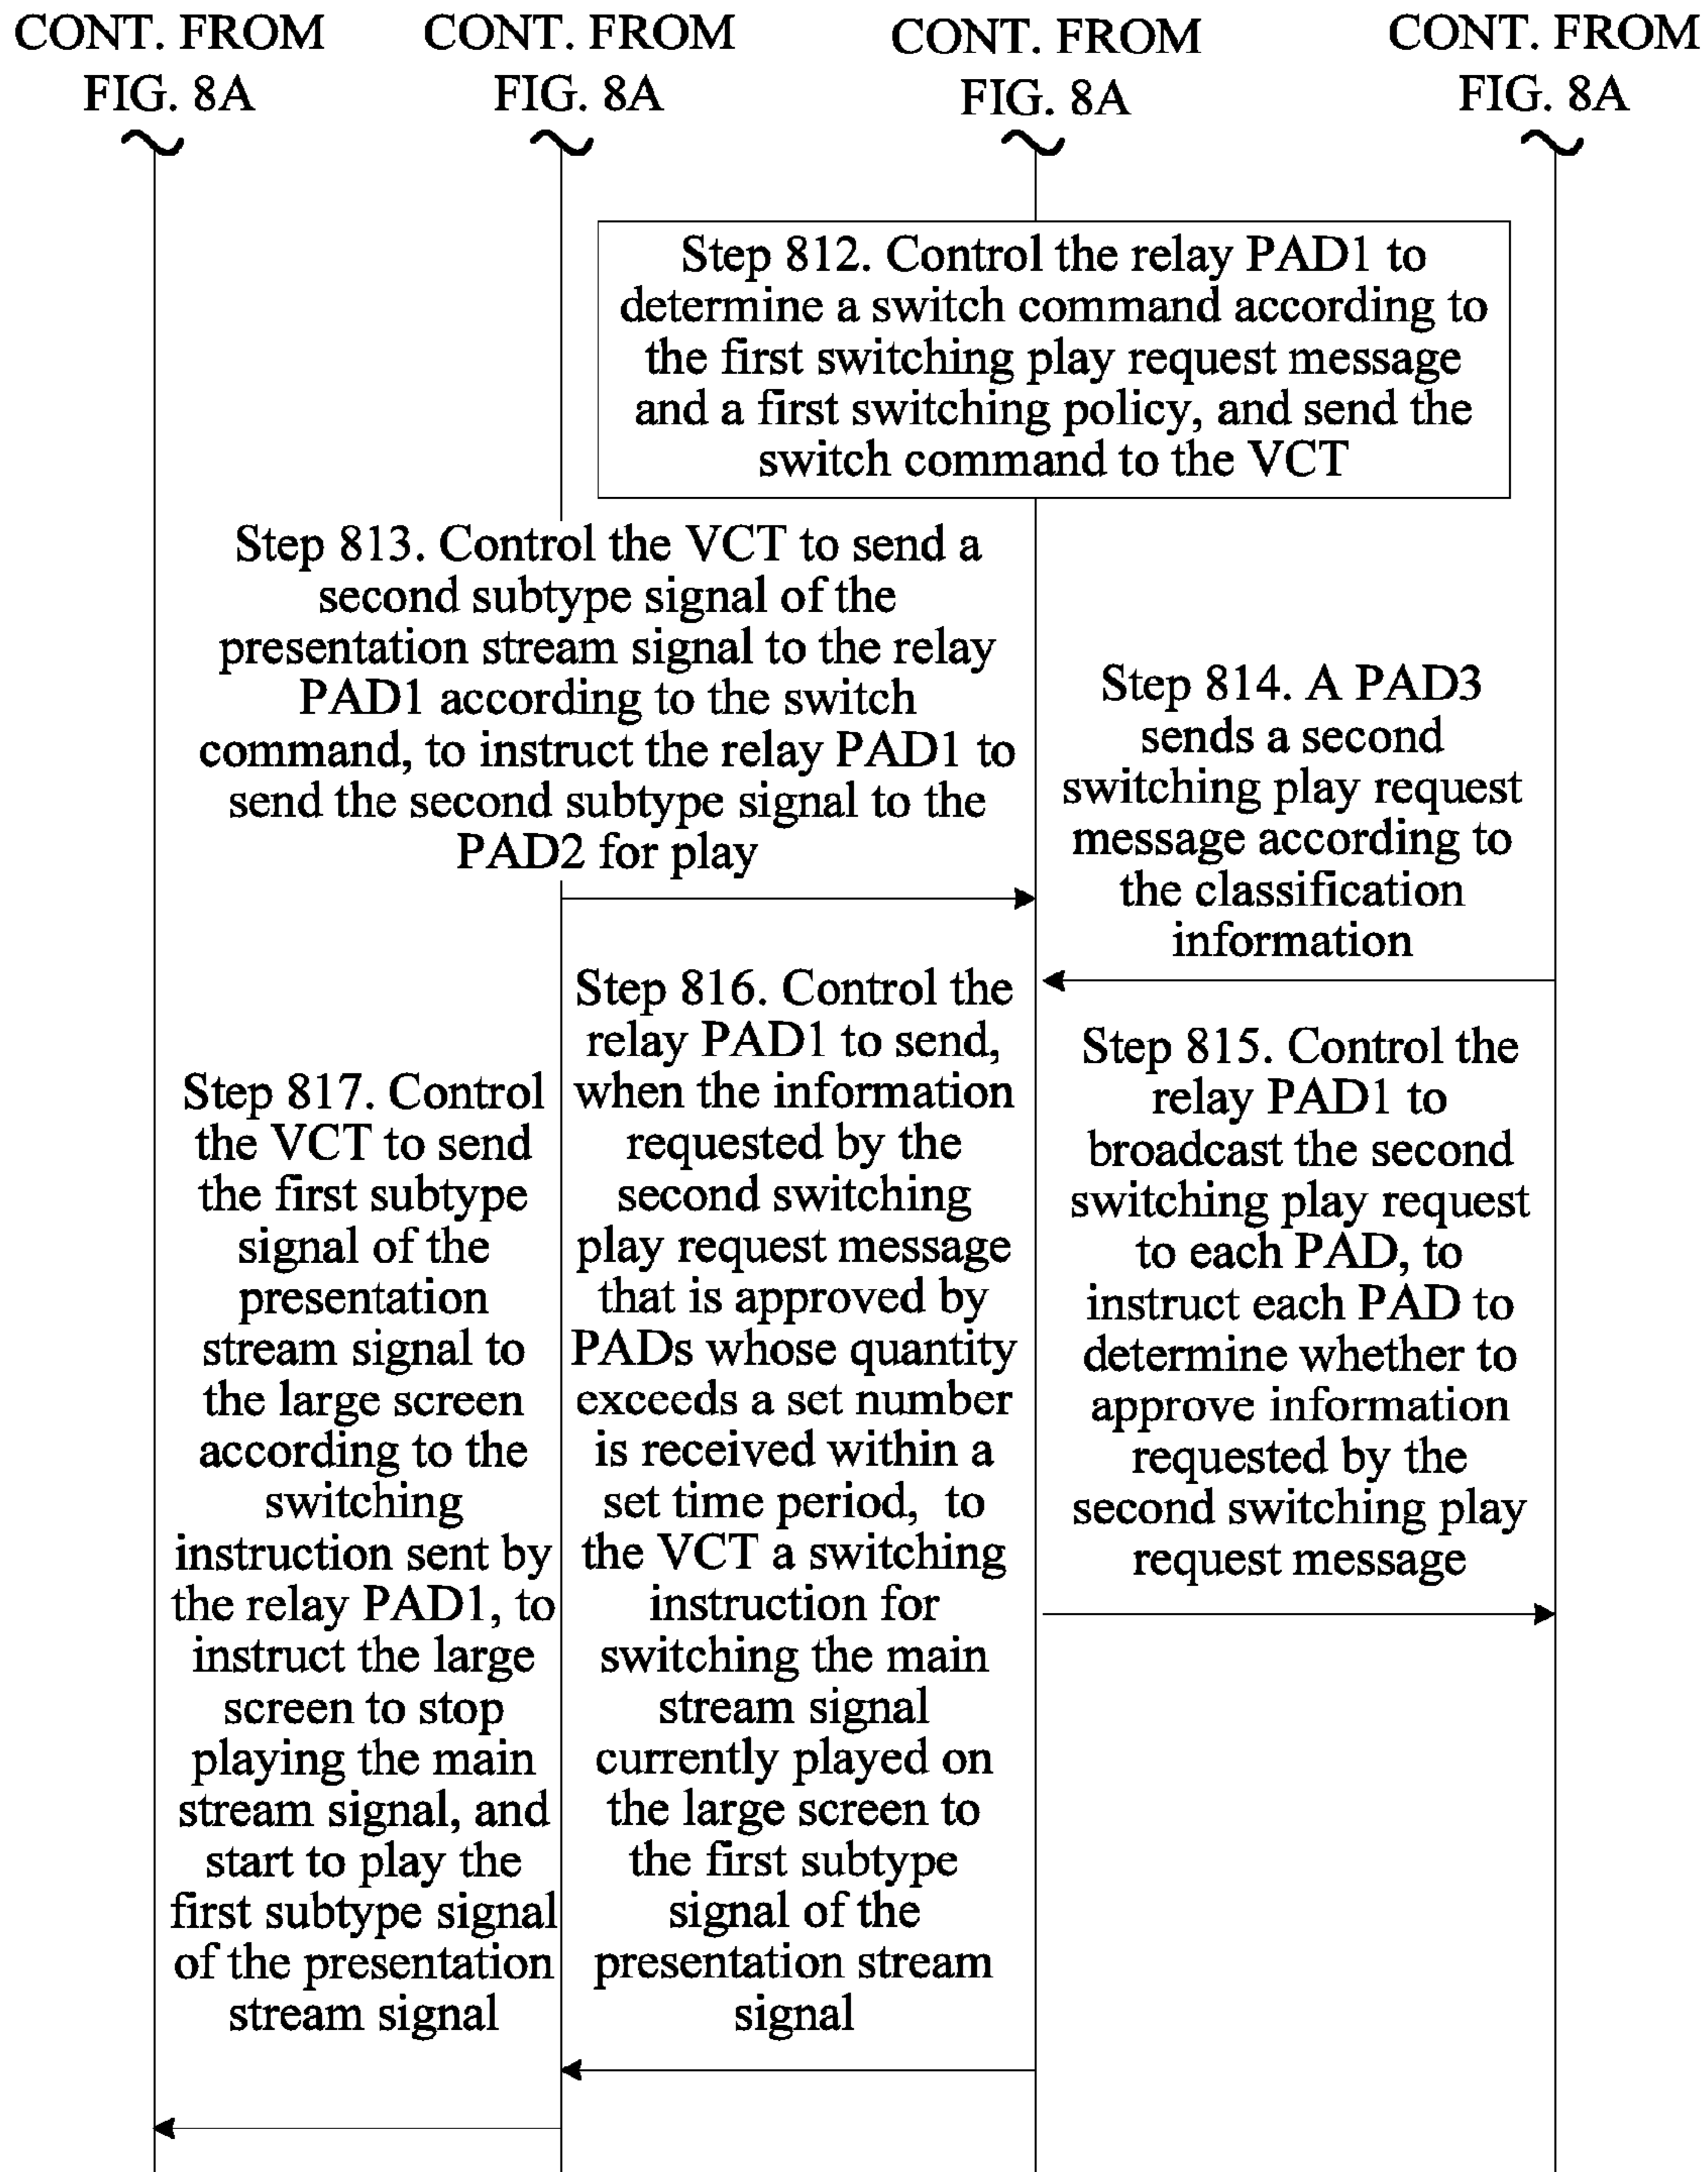 CONT. FROM
FIG. 8A
CONT. FROM
FIG. 8A
CONT. FROM
FIG. 8A
CONT. FROM
FIG. 8A
Step 812. Control the relay PAD1 to
determine a switch command according to
the first switching play request message
and a first switching policy, and send the
switch command to the VCT
Step 813. Control the VCT to send a
second subtype signal of the
presentation stream signal to the relay
PAD1 according to the switch
command, to instruct the relay PAD1 to
send the second subtype signal to the
PAD2 for play
Step 814. A PAD3
sends a second
switching play request
message according to
the classification
information
Step 815. Control the
relay PAD1 to
broadcast the second
switching play request
to each PAD, to
instruct each PAD to
determine whether to
approve information
requested by the
second switching play
request message
Step 816. Control the
relay PAD1 to send,
when the information
requested by the
second switching
play request message
that is approved by
PADs whose quantity
exceeds a set number
is received within a
set time period, to
the VCT a switching
instruction for
switching the main
stream signal
currently played on
the large screen to
the first subtype
signal of the
presentation stream
signal
Step 817. Control
the VCT to send
the first subtype
signal of the
presentation
stream signal to
the large screen
according to the
switching
instruction sent by
the relay PAD1, to
instruct the large
screen to stop
playing the main
stream signal, and
start to play the
first subtype signal
of the presentation
stream signal